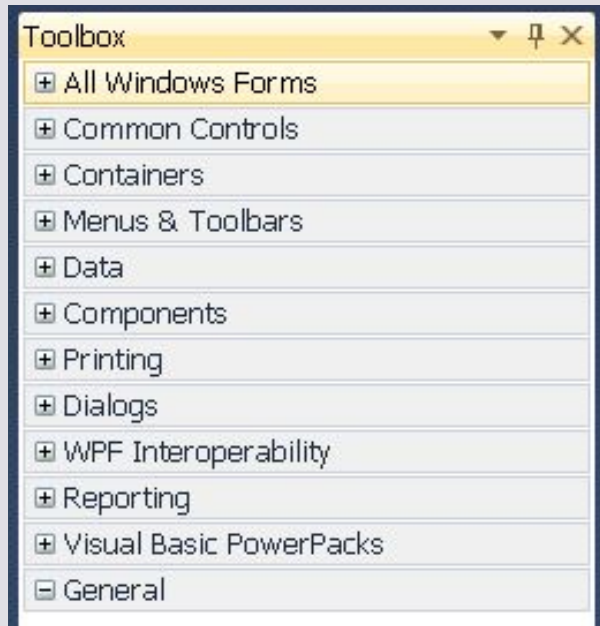 Toolbox
All Windows Forms
Common Controls
Containers
Menus & Toolbars
Data
Components
Printing
Dialogs
WPF Interoperability
Reporting
Visual Basic PowerPacks
General